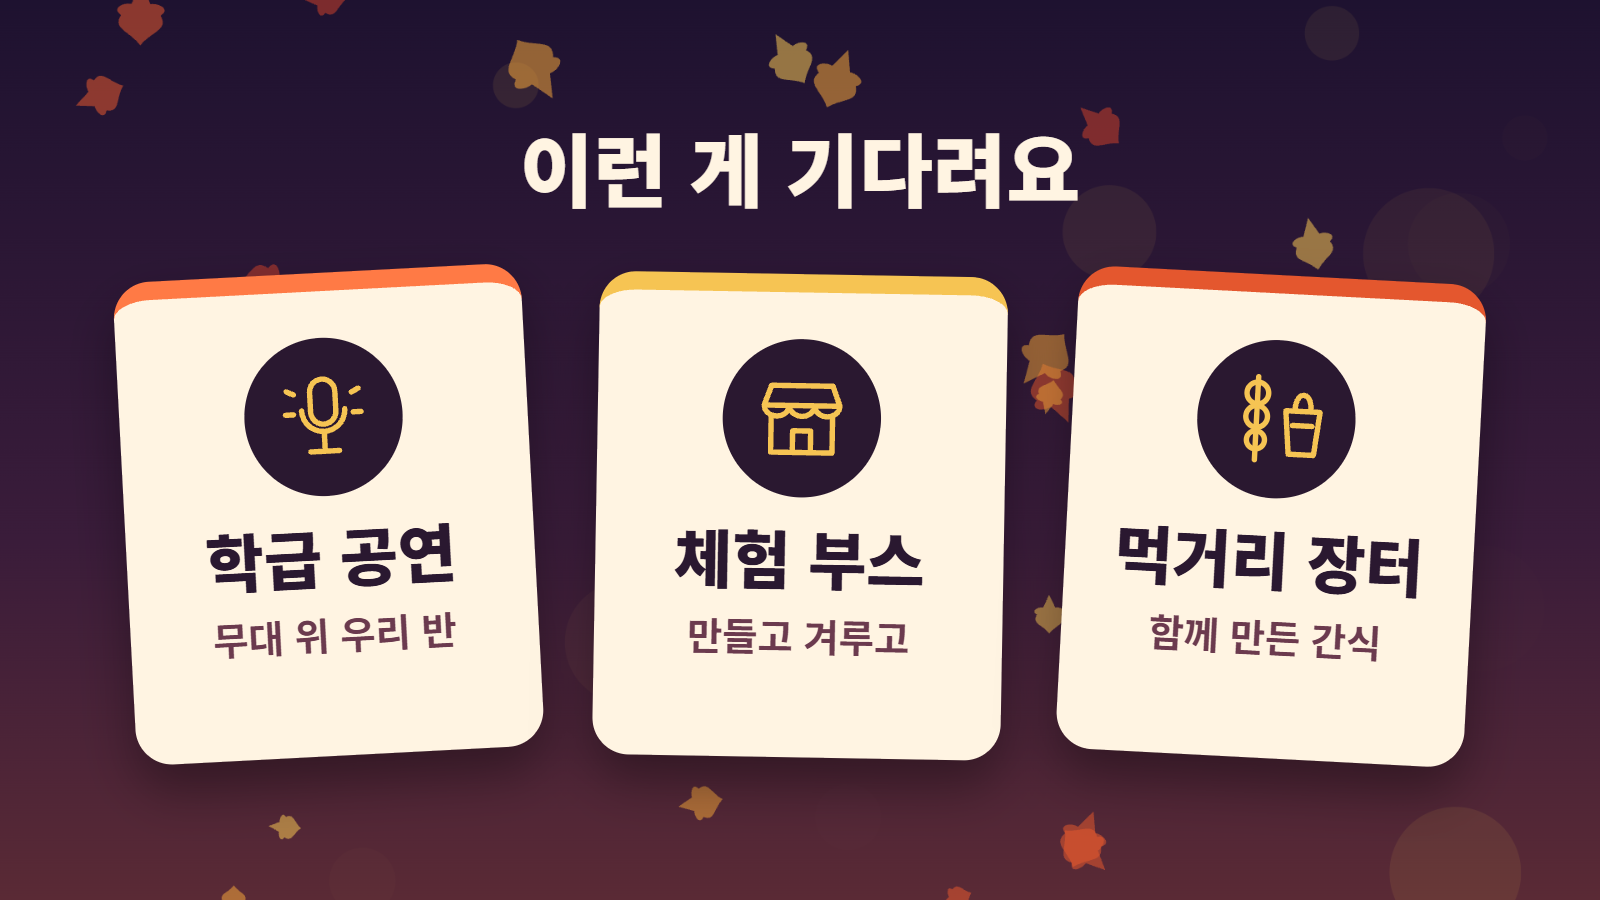 이런 게 기다려요
학급 공연
무대 위 우리 반
체험 부스
만들고 겨루고
먹거리 장터
함께 만든 간식